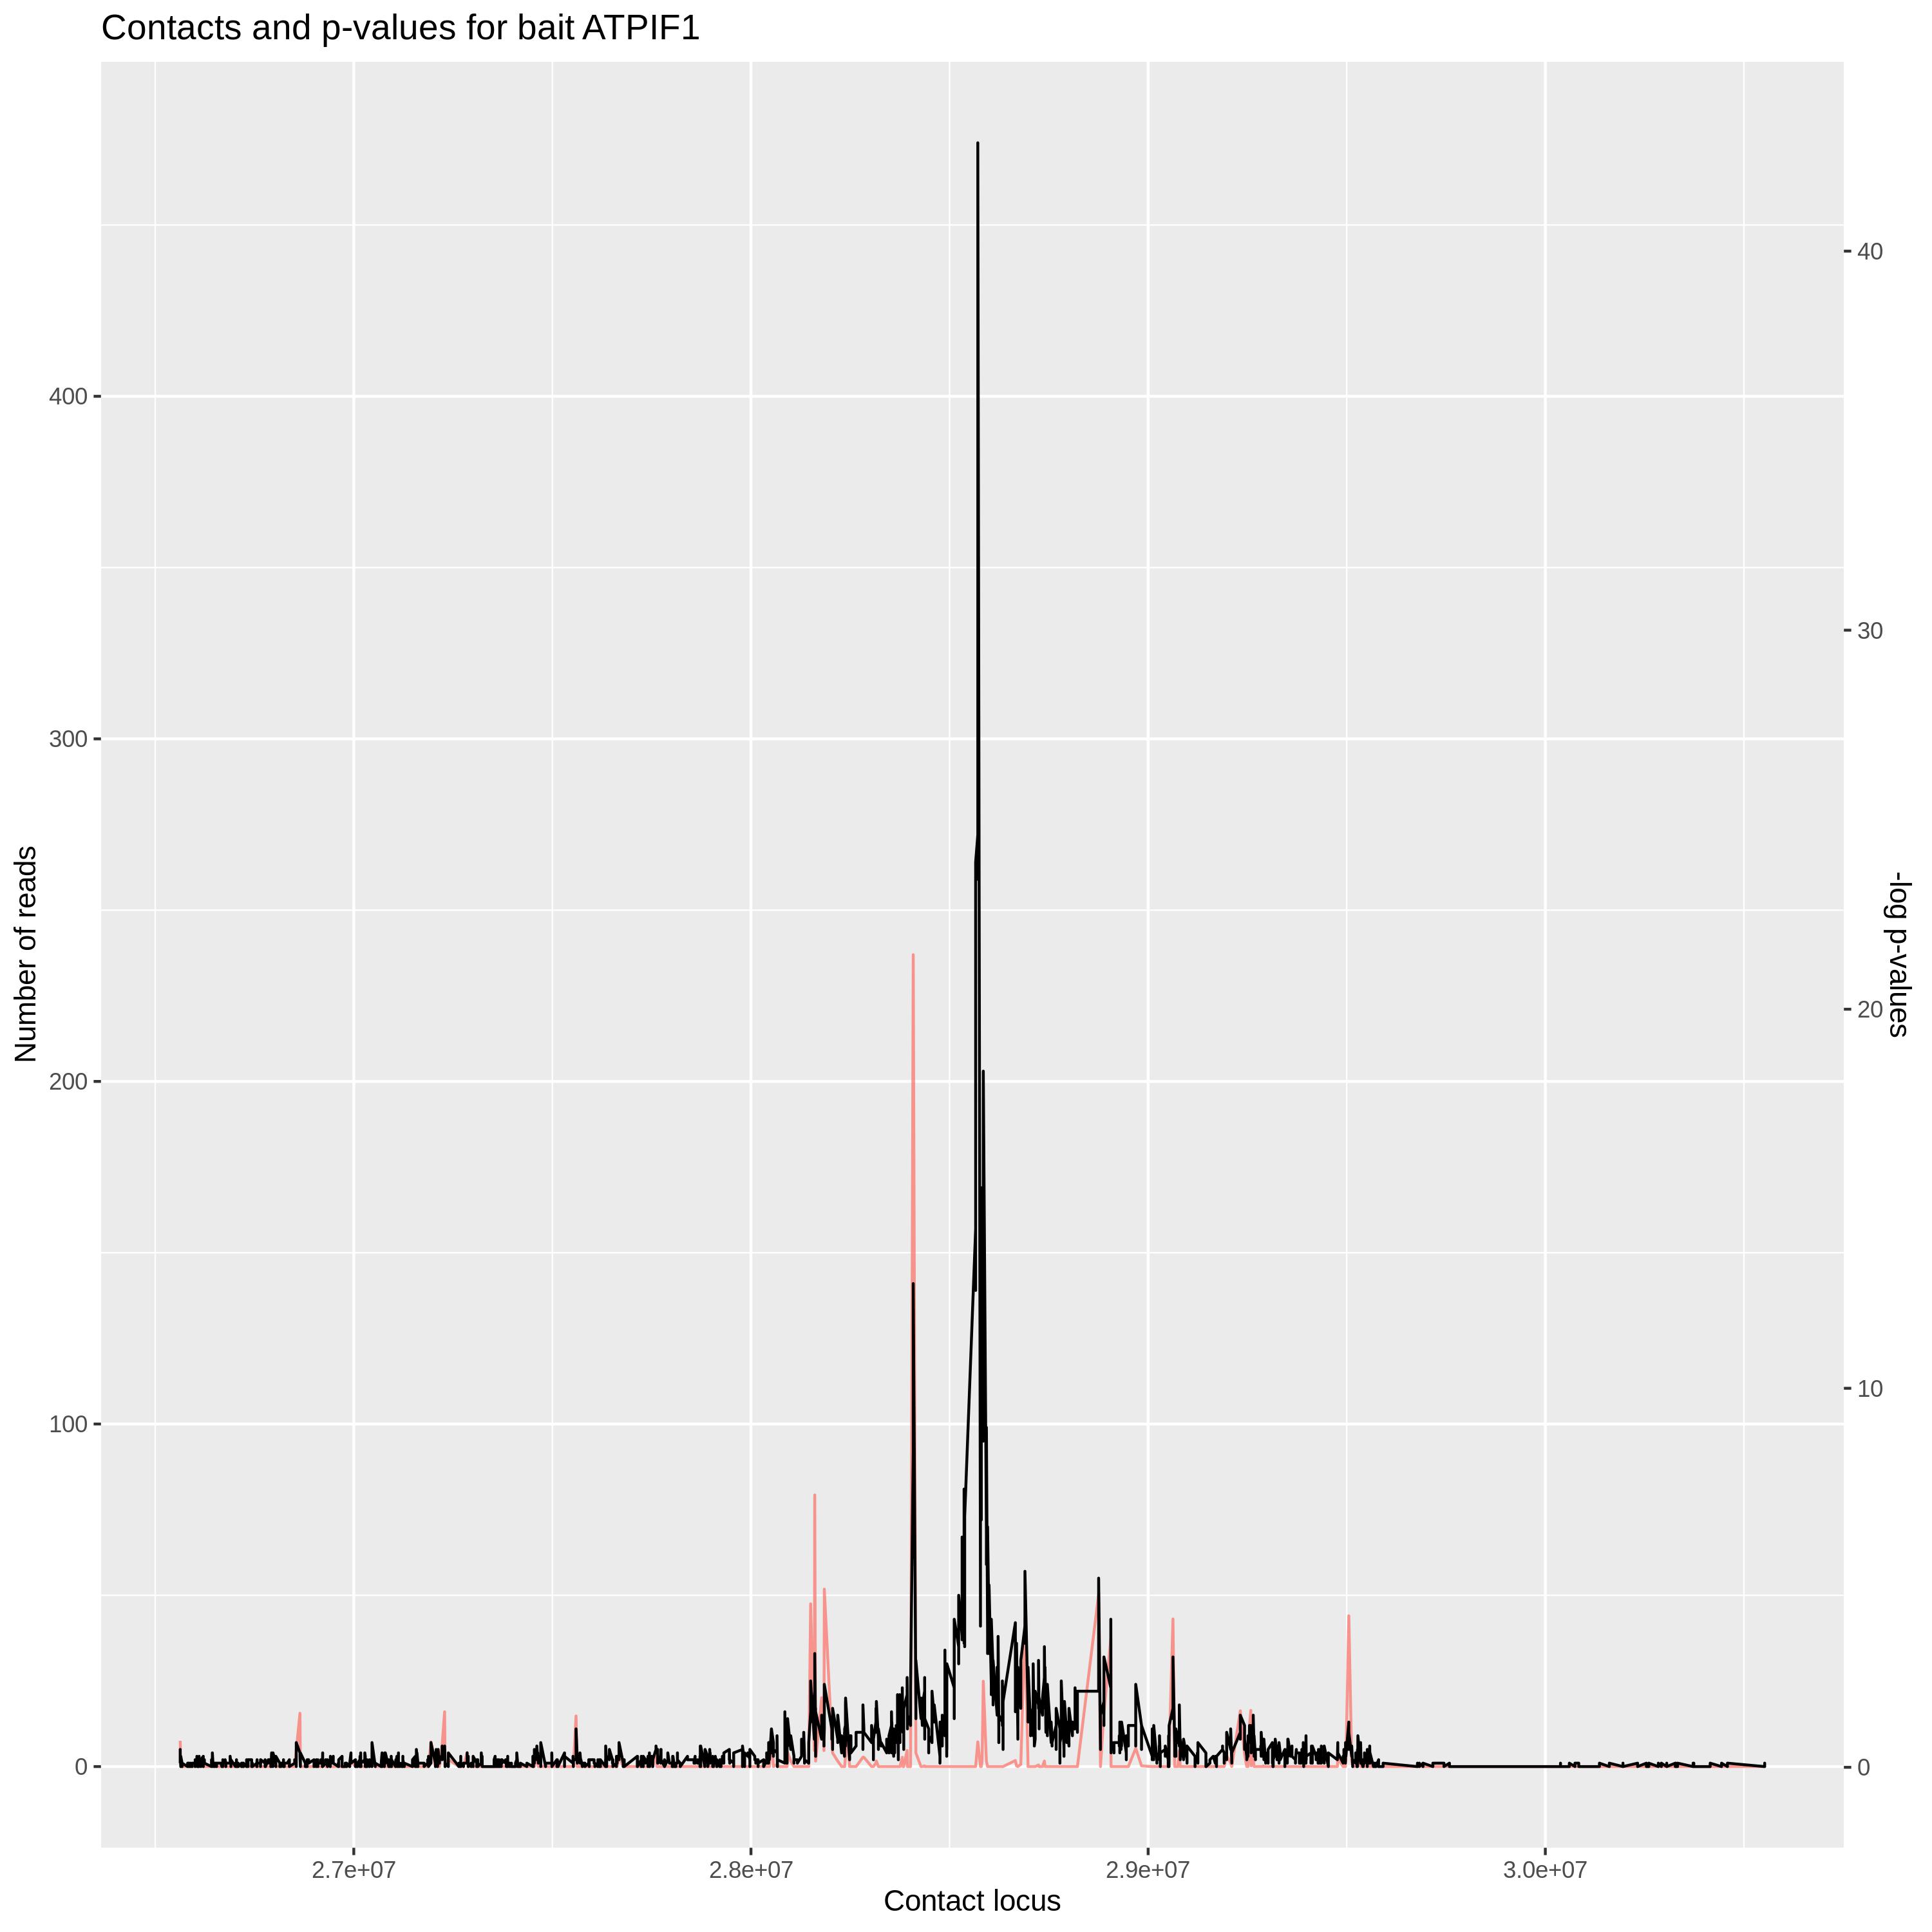 Contacts and p-values for bait ATPIF1
400
300
200
100
0
Number of reads
40
30
20
10
0
-log p-values
2.7e+07
2.8e+07
2.9e+07
3.0e+07
Contact locus